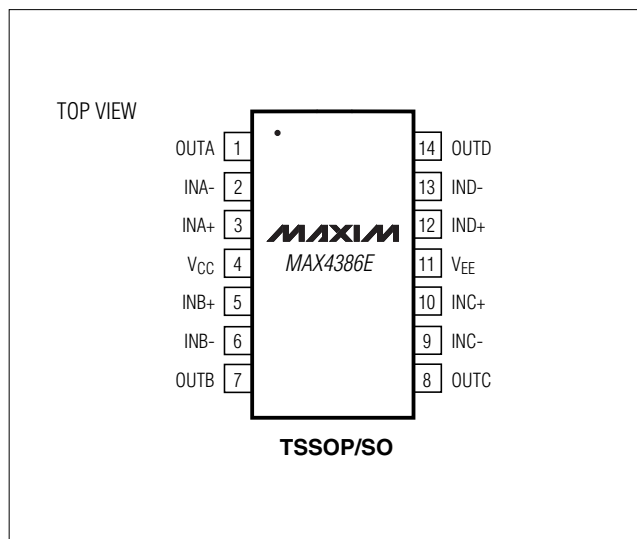 TOP VIEW
OUTA 1 14 OUTD
INA- 2 13 IND-
INA+ 3 12 IND+
MAXIM
VCC 4 MAX4386E 11 VEE
INB+ 5 10 INC+
INB- 6 9 INC-
OUTB 7 8 OUTC
TSSOP/SO